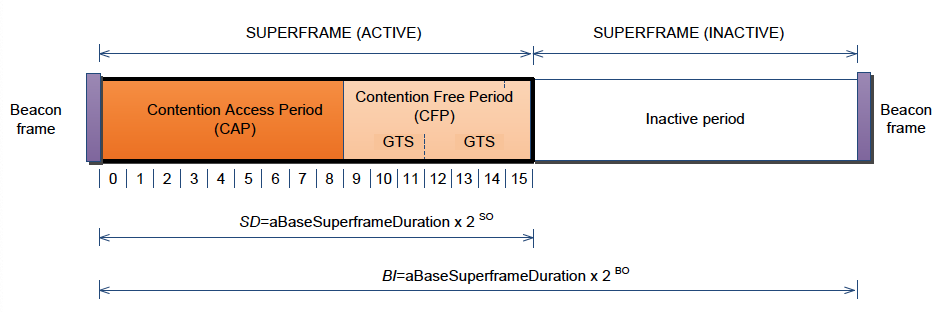 SUPERFRAME (ACTIVE)
SUPERFRAME (INACTIVE)
Beacon
frame
Contention Access Period
(CAP)
Contention Free Period
(CFP)
GTS
GTS
Inactive period
Beacon
frame
0 1 2 3 4 5 6 7 8 9 10 11 12 13 14 15
SD=aBaseSuperframeDuration x 2 SO
BI=aBaseSuperframeDuration x 2 BO